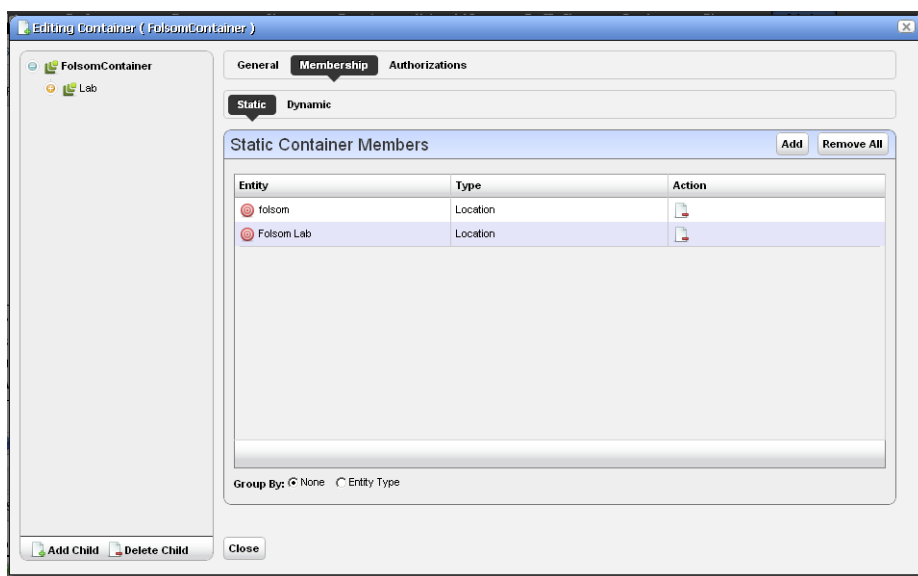 Editing Container ( FolsomContainer )
FolsomContainer
Lab
General Membership Authorizations
Static Dynamic
Static Container Members Add Remove All
Entity Type Action
folsom Location
Folsom Lab Location
Group By: None Entity Type
Add Child Delete Child Close